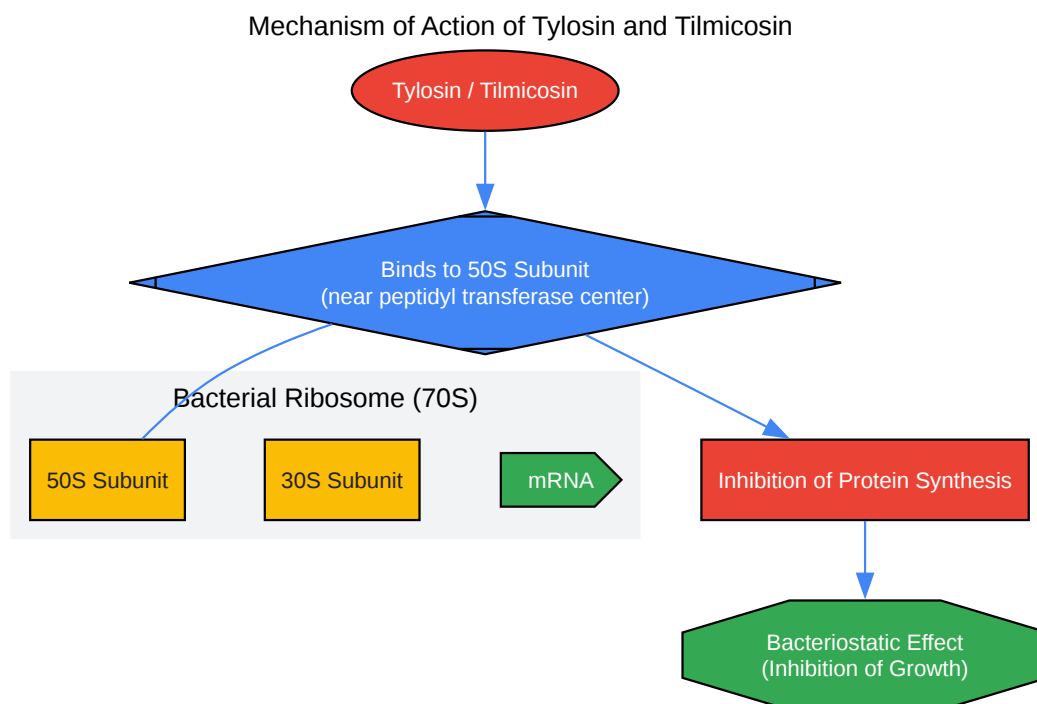 Mechanism of Action of Tylosin and Tilmicosin
Tylosin / Tilmicosin
Binds to 50S Subunit
(near peptidyl transferase center)
Bacterial Ribosome (70S)
50S Subunit
30S Subunit
mRNA
Inhibition of Protein Synthesis
Bacteriostatic Effect
(Inhibition of Growth)